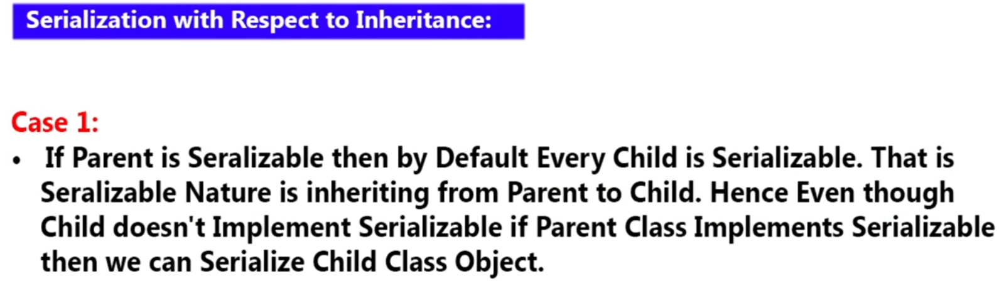 Serialization with Respect to Inheritance:
Case 1:
• If Parent is Seralizable then by Default Every Child is Serializable. That is
Seralizable Nature is inheriting from Parent to Child. Hence Even though
Child doesn't Implement Serializable if Parent Class Implements Serializable
then we can Serialize Child Class Object.